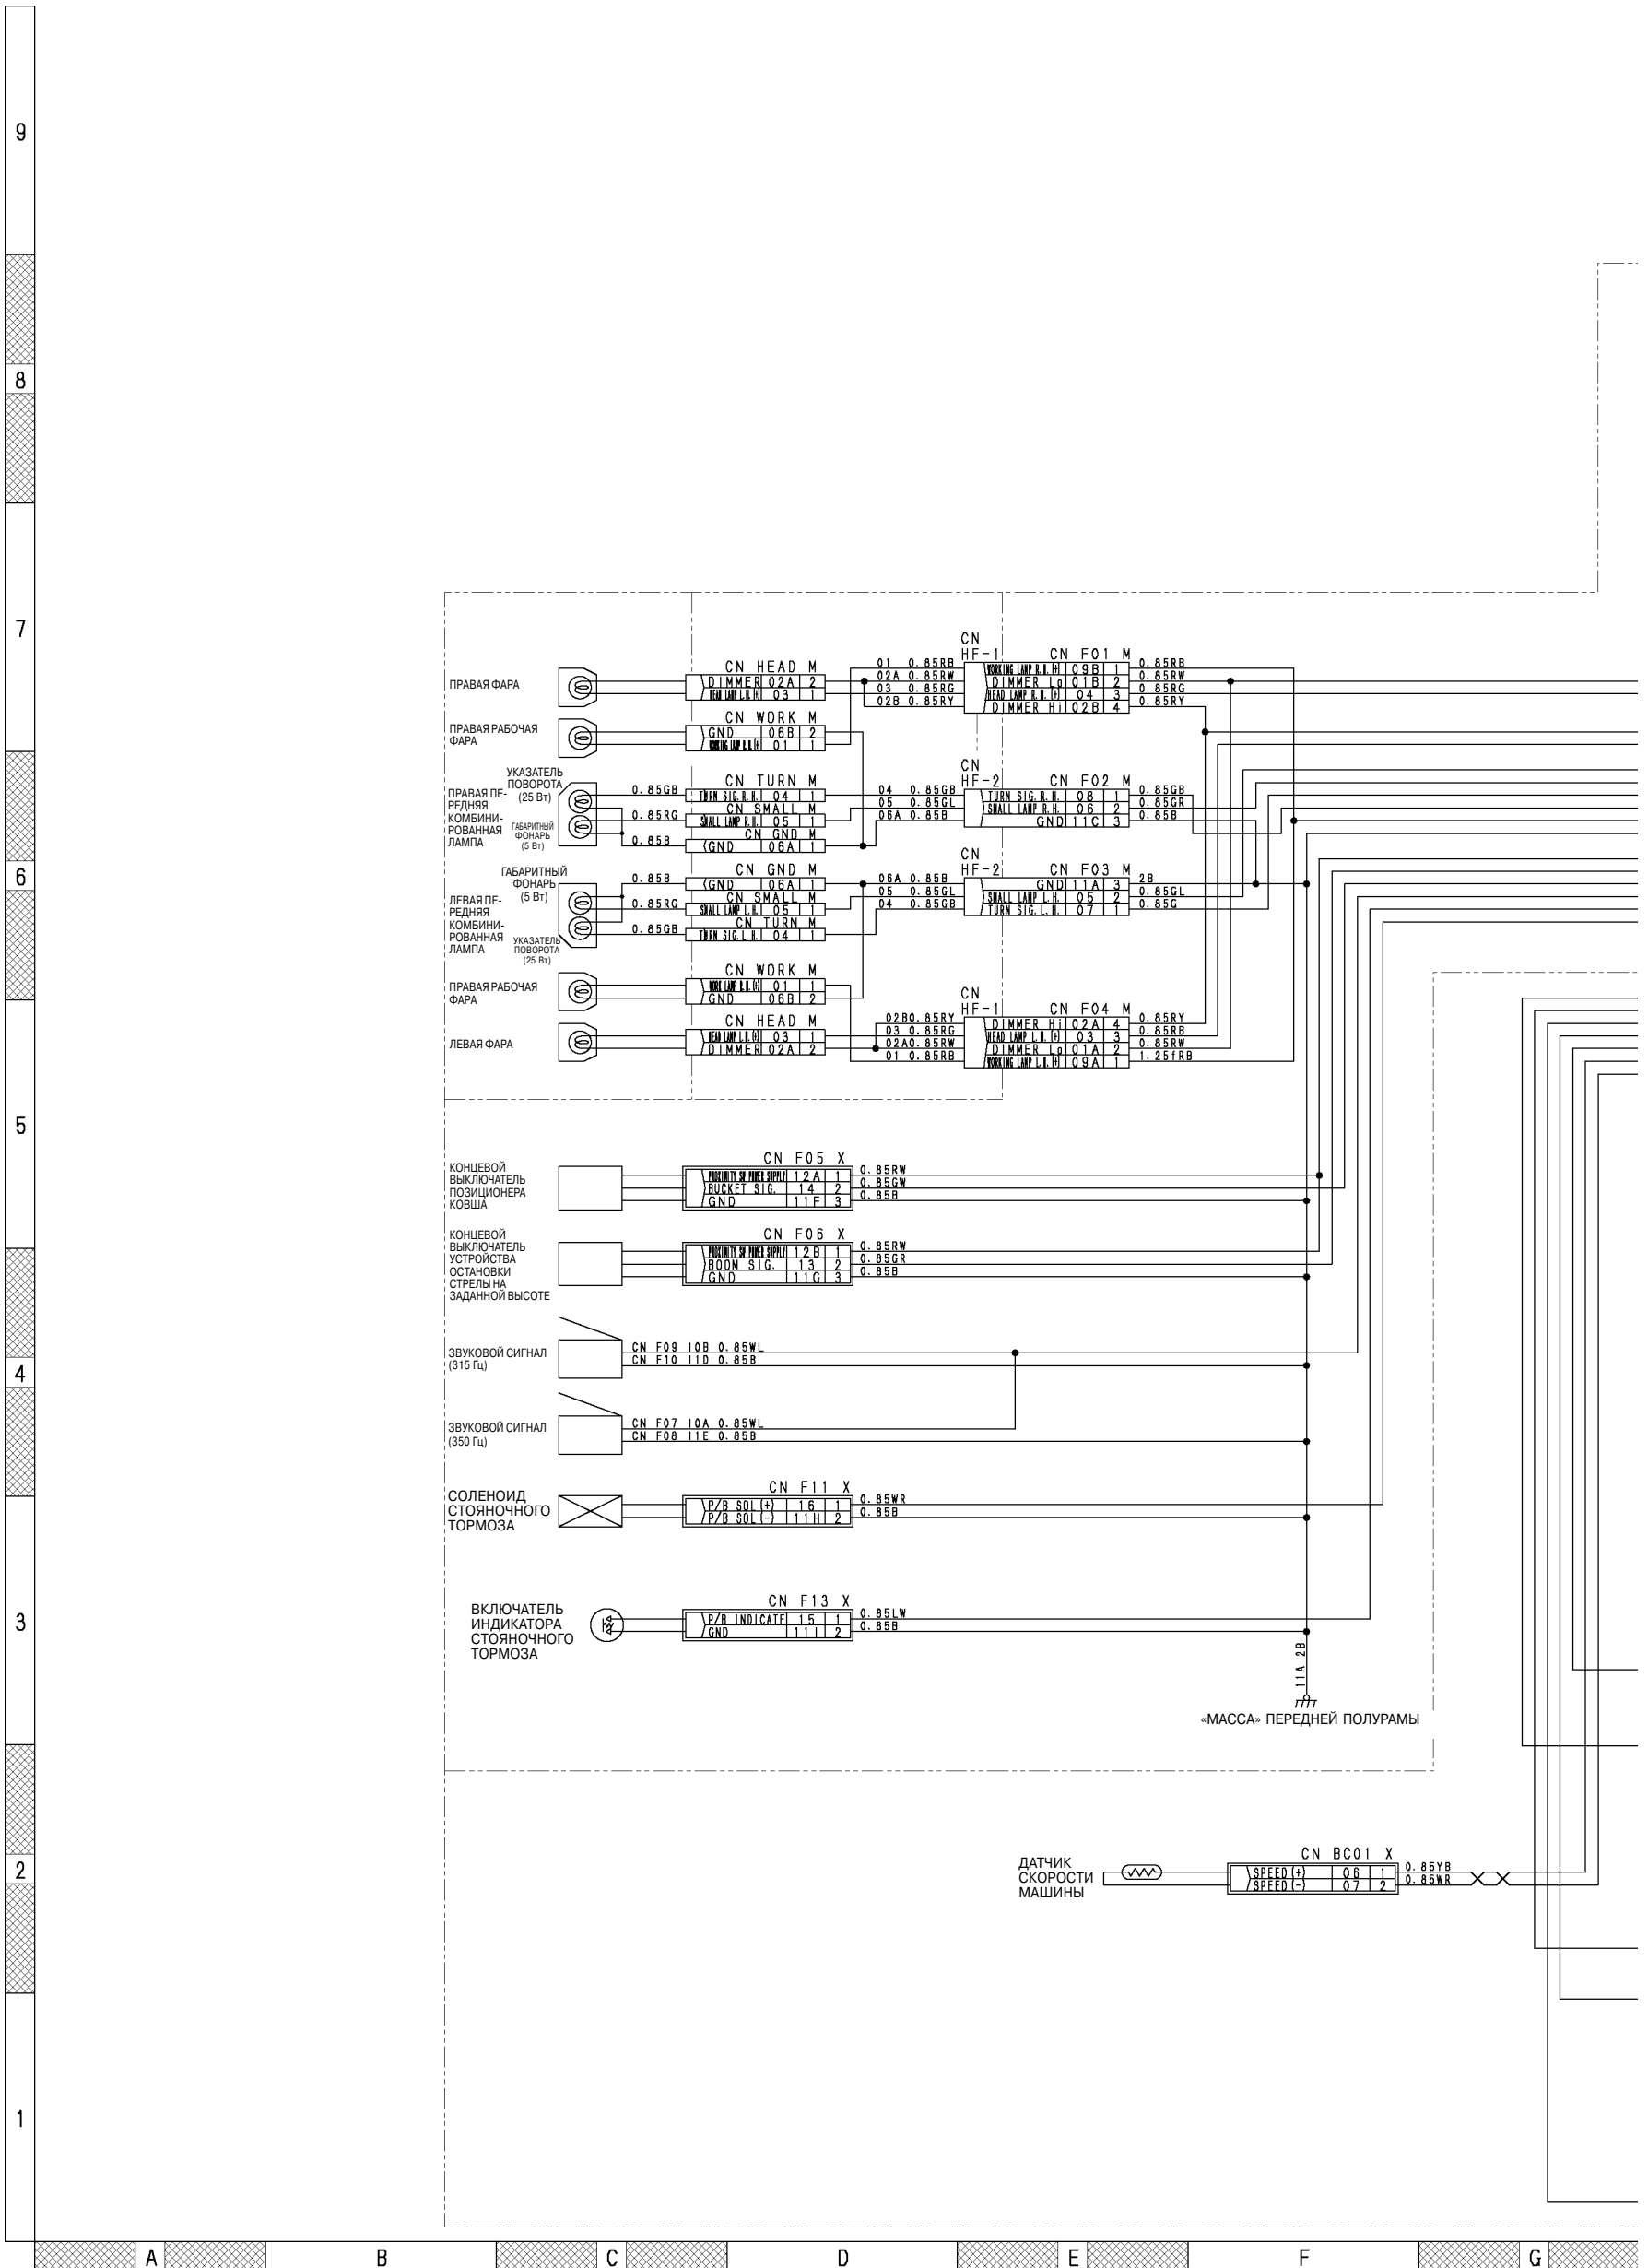 9
8
7
6
5
4
3
2
1
A
B
C
D
E
F
G
ПРАВАЯ ФАРА
CN HEAD M
DIMMER 02A 2
HEAD LAMP L.H. (+) 03 1
01 0.85RB
02A 0.85RW
03 0.85RG
02B 0.85RY
CN
HF-1
CN F01 M
WORKING LAMP R.H. (+) 09B 1
DIMMER Lo 01B 2
HEAD LAMP R.H. (+) 04 3
DIMMER Hi 02B 4
0.85RB
0.85RW
0.85RG
0.85RY
ПРАВАЯ РАБОЧАЯ
ФАРА
CN WORK M
GND 06B 2
01 1
УКАЗАТЕЛЬ
ПОВОРОТА
(25 Вт)
ПРАВАЯ ПЕ-
РЕДНЯЯ
КОМБИНИ-
РОВАННАЯ
ЛАМПА
ГАБАРИТНЫЙ
ФОНАРЬ
(5 Вт)
0.85GB
0.85RG
0.85B
CN TURN M
TURN SIG. R.H. 04 1
CN SMALL M
SMALL LAMP R.H. 05 1
CN GND M
GND 06A 1
04 0.85GB
05 0.85GL
06A 0.85B
CN
HF-2
CN F02 M
TURN SIG. R.H. 08 1
SMALL LAMP R.H. 06 2
GND 11C 3
0.85GB
0.85GR
0.85B
ГАБАРИТНЫЙ
ФОНАРЬ
(5 Вт)
ЛЕВАЯ ПЕ-
РЕДНЯЯ
КОМБИНИ-
РОВАННАЯ
ЛАМПА
УКАЗАТЕЛЬ
ПОВОРОТА
(25 Вт)
0.85B
0.85RG
0.85GB
CN GND M
GND 06A 1
CN SMALL M
SMALL LAMP L.H. 05 1
CN TURN M
TURN SIG. L.H. 04 1
06A 0.85B
05 0.85GL
04 0.85GB
CN
HF-2
CN F03 M
GND 11A 3
SMALL LAMP L.H. 05 2
TURN SIG. L.H. 07 1
2B
0.85GL
0.85G
ПРАВАЯ РАБОЧАЯ
ФАРА
CN WORK M
01 1
GND 06B 2
ЛЕВАЯ ФАРА
CN HEAD M
HEAD LAMP L.H. (+) 03 1
DIMMER 02A 2
02B 0.85RY
03 0.85RG
02A 0.85RW
01 0.85RB
CN
HF-1
CN F04 M
DIMMER Hi 02A 4
HEAD LAMP L.H. (+) 03 3
DIMMER Lo 01A 2
WORKING LAMP L.H. (+) 09A 1
0.85RY
0.85RB
0.85RW
1.25fRB
КОНЦЕВОЙ
ВЫКЛЮЧАТЕЛЬ
ПОЗИЦИОНЕРА
КОВША
CN F05 X
PROXIMITY SW POWER SUPPLY 12A 1
BUCKET SIG. 14 2
GND 11F 3
0.85RW
0.85GW
0.85B
КОНЦЕВОЙ
ВЫКЛЮЧАТЕЛЬ
УСТРОЙСТВА
ОСТАНОВКИ
СТРЕЛЫ НА
ЗАДАННОЙ ВЫСОТЕ
CN F06 X
PROXIMITY SW POWER SUPPLY 12B 1
BOOM SIG. 13 2
GND 11G 3
0.85RW
0.85GR
0.85B
ЗВУКОВОЙ СИГНАЛ
(315 Гц)
CN F09 10B 0.85WL
CN F10 11D 0.85B
ЗВУКОВОЙ СИГНАЛ
(350 Гц)
CN F07 10A 0.85WL
CN F08 11E 0.85B
СОЛЕНОИД
СТОЯНОЧНОГО
ТОРМОЗА
CN F11 X
P/B SOL(+) 16 1
P/B SOL(-) 11H 2
0.85WR
0.85B
ВКЛЮЧАТЕЛЬ
ИНДИКАТОРА
СТОЯНОЧНОГО
ТОРМОЗА
CN F13 X
P/B INDICATE 15 1
GND 11I 2
0.85LW
0.85B
11A 2B
«МАССА» ПЕРЕДНЕЙ ПОЛУРАМЫ
ДАТЧИК
СКОРОСТИ
МАШИНЫ
CN BC01 X
SPEED(+) 06 1
SPEED(-) 07 2
0.85YB
0.85WR